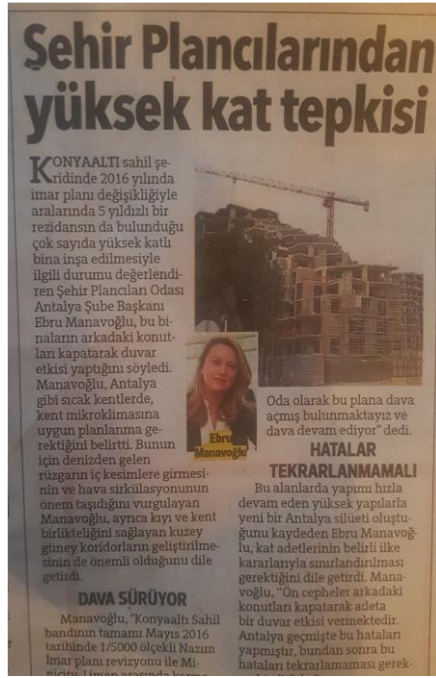 Şehir Plancılarından
yüksek kat tepkisi
KONYAALTI sahil şe-
ridinde 2016 yılında
imar planı değişikliğiyle
aralarında 5 yıldızlı bir
rezidansın da bulunduğu
çok sayıda yüksek katlı
bina inşa edilmesiyle
ilgili durumu değerlendi-
ren Şehir Plancıları Odası
Antalya Şube Başkanı
Ebru Manavoğlu, bu bi-
naların arkadaki konut-
ları kapatarak duvar
etkisi yaptığını söyledi.
Manavoğlu, Antalya
gibi sıcak kentlerde,
kent mikroklimasına
uygun planlanma ge-
rektiğini belirtti. Bunun
için denizden gelen
rüzgarın iç kesimlere girmesi-
nin ve hava sirkülasyonunun
önem taşıdığını vurgulayan
Manavoğlu, ayrıca kıyı ve kent
birlikteliğini sağlayan kuzey
güney koridorların geliştirilme-
sinin de önemli olduğunu dile
getirdi.
DAVA SÜRÜYOR
Manavoğlu, "Konyaaltı Sahil
bandının tamamı Mayıs 2016
tarihinde 1/5000 ölçekli Nazım
İmar planı revizyonu ile Mi-
Ebru
Manavoğlu
Oda olarak bu plana dava
açmış bulunmaktayız ve
dava devam ediyor" dedi.
HATALAR
TEKRARLANMAMALI
Bu alanlarda yapımı hızla
devam eden yüksek yapılarla
yeni bir Antalya silüeti oluştu-
ğunu kaydeden Ebru Manavoğ-
lu, kat adetlerinin belirli ilke
kararlarıyla sınırlandırılması
gerektiğini dile getirdi. Mana-
voğlu, "Ön cepheler arkadaki
konutları kapatarak adeta
bir duvar etkisi vermektedir.
Antalya geçmişte bu hataları
yapmıştır, bundan sonra bu
hataları tekrarlamaması gerek-